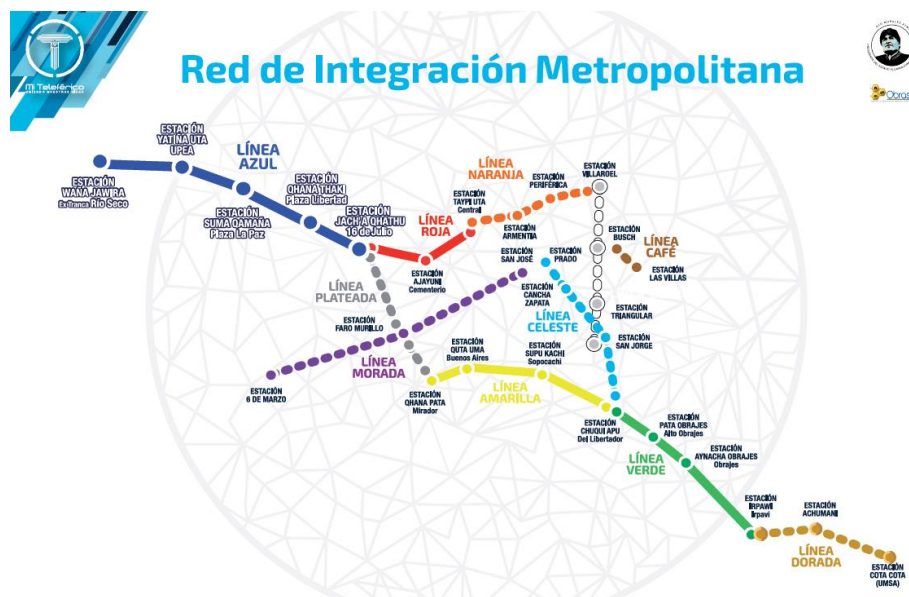 Mi Teleférico
UNIENDO NUESTRAS VIDAS
Red de Integración Metropolitana
Obras
ESTACIÓN
WANA JAWIRA
Ex Tranca Río Seco
ESTACIÓN
YATIÑA UTA
UPEA
LÍNEA
AZUL
ESTACIÓN
SUMA QAMAÑA
Plaza La Paz
ESTACIÓN
QHANA THAKI
Plaza Libertad
ESTACIÓN
JACH'A QHATHU
16 de Julio
LÍNEA
ROJA
ESTACIÓN
AJAYUNI
Cementerio
ESTACIÓN
TAYPI UTA
Central
LÍNEA
NARANJA
ESTACIÓN
ARMENTIA
ESTACIÓN
PERIFÉRICA
ESTACIÓN
VILLAROEL
ESTACIÓN
BUSCH
LÍNEA
CAFÉ
ESTACIÓN
LAS VILLAS
ESTACIÓN
TRIANGULAR
ESTACIÓN
SAN JORGE
ESTACIÓN
PRADO
ESTACIÓN
CANCHA
ZAPATA
LÍNEA
CELESTE
ESTACIÓN
SAN JOSÉ
LÍNEA
PLATEADA
ESTACIÓN
FARO MURILLO
LÍNEA
MORADA
ESTACIÓN
6 DE MARZO
ESTACIÓN
QHANA PATA
Mirador
ESTACIÓN
QUTA UMA
Buenos Aires
LÍNEA
AMARILLA
ESTACIÓN
SUPU KACHI
Sopocachi
ESTACIÓN
CHUQUI APU
Del Libertador
ESTACIÓN
PATA OBRAJES
Alto Obrajes
LÍNEA
VERDE
ESTACIÓN
AYNACHA OBRAJES
Obrajes
ESTACIÓN
IRPAWI
Irpavi
ESTACIÓN
ACHUMANI
LÍNEA
DORADA
ESTACIÓN
COTA COTA
(UMSA)